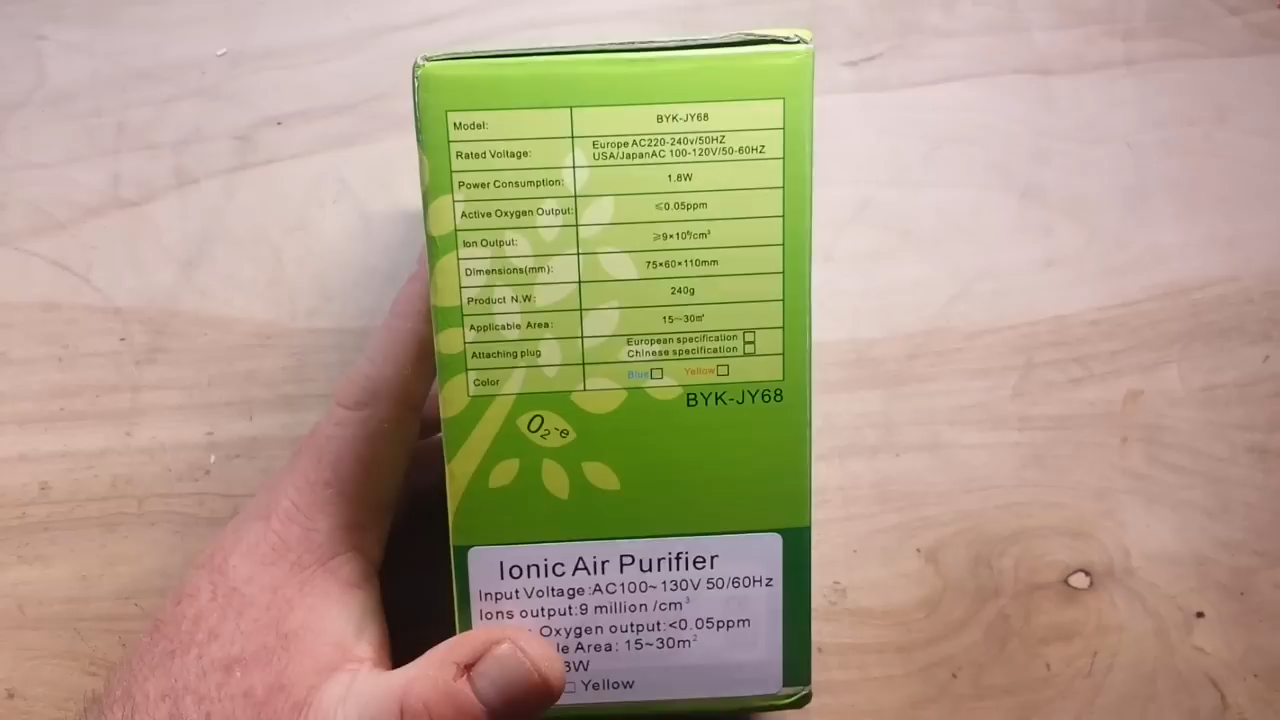 Model: BYK-JY68
Rated Voltage: Europe AC220-240v/50HZ
USA/JapanAC 100-120V/50-60HZ
Power Consumption: 1.8W
Active Oxygen Output: ≤0.05ppm
Ion Output: ≥9×10⁶/cm³
Dimensions(mm): 75×60×110mm
Product N.W: 240g
Applicable Area: 15~30㎡
Attaching plug European specification □
Chinese specification □
Color Blue□ Yellow□
BYK-JY68
O₂-e
Ionic Air Purifier
Input Voltage:AC100~130V 50/60Hz
Ions output:9 million /cm³
Oxygen output:<0.05ppm
le Area: 15~30m²
8W
□ Yellow